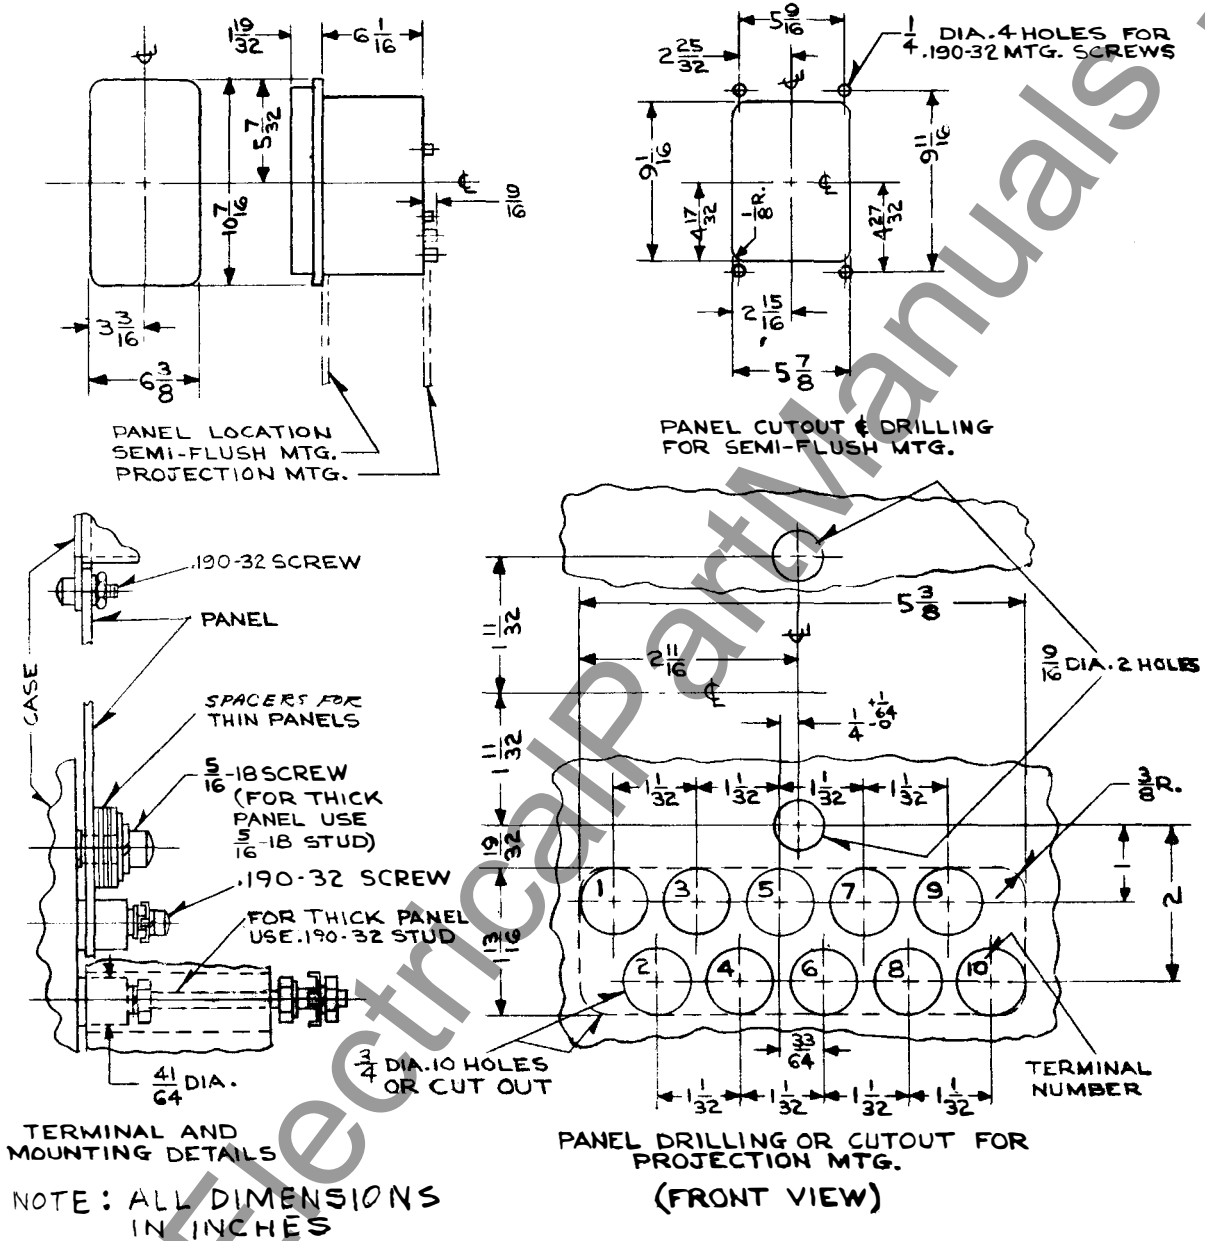 1 19/32
6 1/16
5 7/32
10 7/16
9/16
3 3/16
6 3/8
PANEL LOCATION
SEMI-FLUSH MTG.
PROJECTION MTG.
5 9/16
2 25/32
1/4 DIA. 4 HOLES FOR
.190-32 MTG. SCREWS
9 1/16
9 11/16
4 17/32
1/8 R.
4 27/32
2 15/16
5 7/8
PANEL CUTOUT & DRILLING
FOR SEMI-FLUSH MTG.
.190-32 SCREW
PANEL
CASE
SPACERS FOR
THIN PANELS
5/16-18 SCREW
(FOR THICK
PANEL USE
5/16-18 STUD)
.190-32 SCREW
FOR THICK PANEL
USE .190-32 STUD
41/64 DIA.
TERMINAL AND
MOUNTING DETAILS
NOTE: ALL DIMENSIONS
IN INCHES
5 3/8
1 11/32
2 11/16
9/16 DIA. 2 HOLES
1/4 +1/64 -0
1 11/32
1 1/32 1 1/32 1 1/32 1 1/32
3/8 R.
19/32
1
2
1 3 5 7 9
1 3/16
2 4 6 8 10
3/4 DIA. 10 HOLES
OR CUT OUT
33/64
TERMINAL
NUMBER
1 1/32 1 1/32 1 1/32 1 1/32
PANEL DRILLING OR CUTOUT FOR
PROJECTION MTG.
(FRONT VIEW)
ElectricalPartManuals